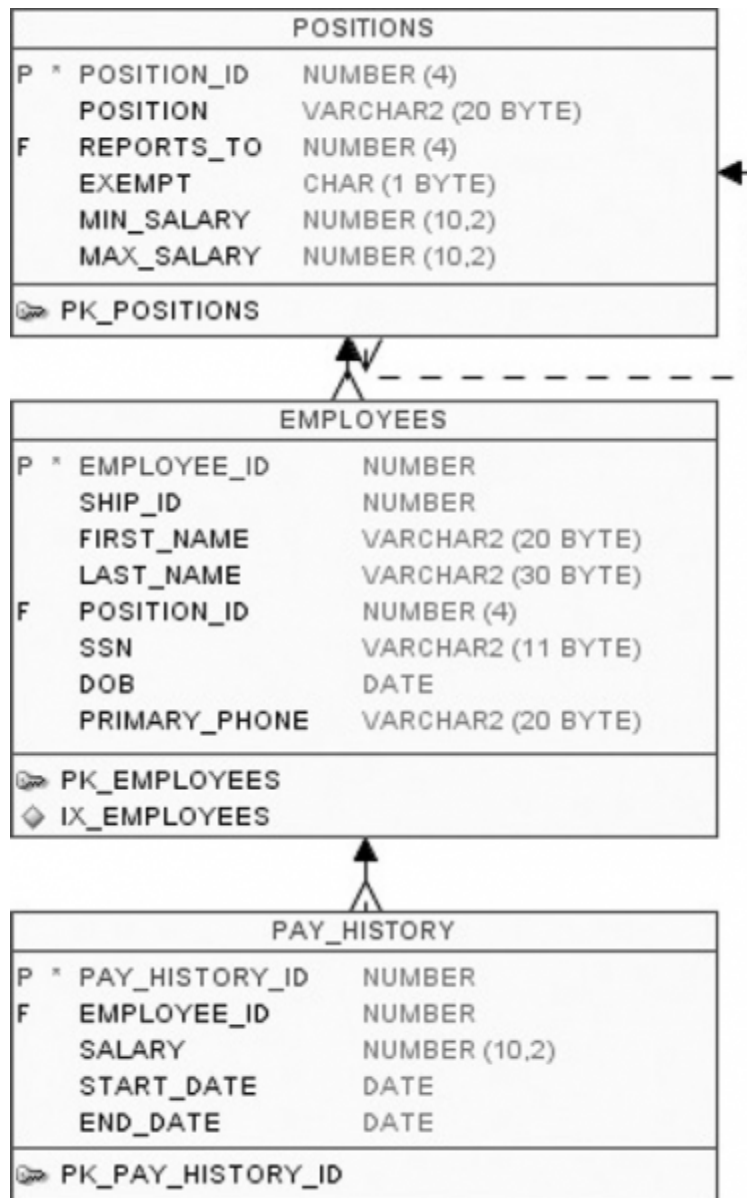 POSITIONS
P * POSITION_ID NUMBER (4)
POSITION VARCHAR2 (20 BYTE)
F REPORTS_TO NUMBER (4)
EXEMPT CHAR (1 BYTE)
MIN_SALARY NUMBER (10,2)
MAX_SALARY NUMBER (10,2)
PK_POSITIONS
EMPLOYEES
P * EMPLOYEE_ID NUMBER
SHIP_ID NUMBER
FIRST_NAME VARCHAR2 (20 BYTE)
LAST_NAME VARCHAR2 (30 BYTE)
F POSITION_ID NUMBER (4)
SSN VARCHAR2 (11 BYTE)
DOB DATE
PRIMARY_PHONE VARCHAR2 (20 BYTE)
PK_EMPLOYEES
IX_EMPLOYEES
PAY_HISTORY
P * PAY_HISTORY_ID NUMBER
F EMPLOYEE_ID NUMBER
SALARY NUMBER (10,2)
START_DATE DATE
END_DATE DATE
PK_PAY_HISTORY_ID